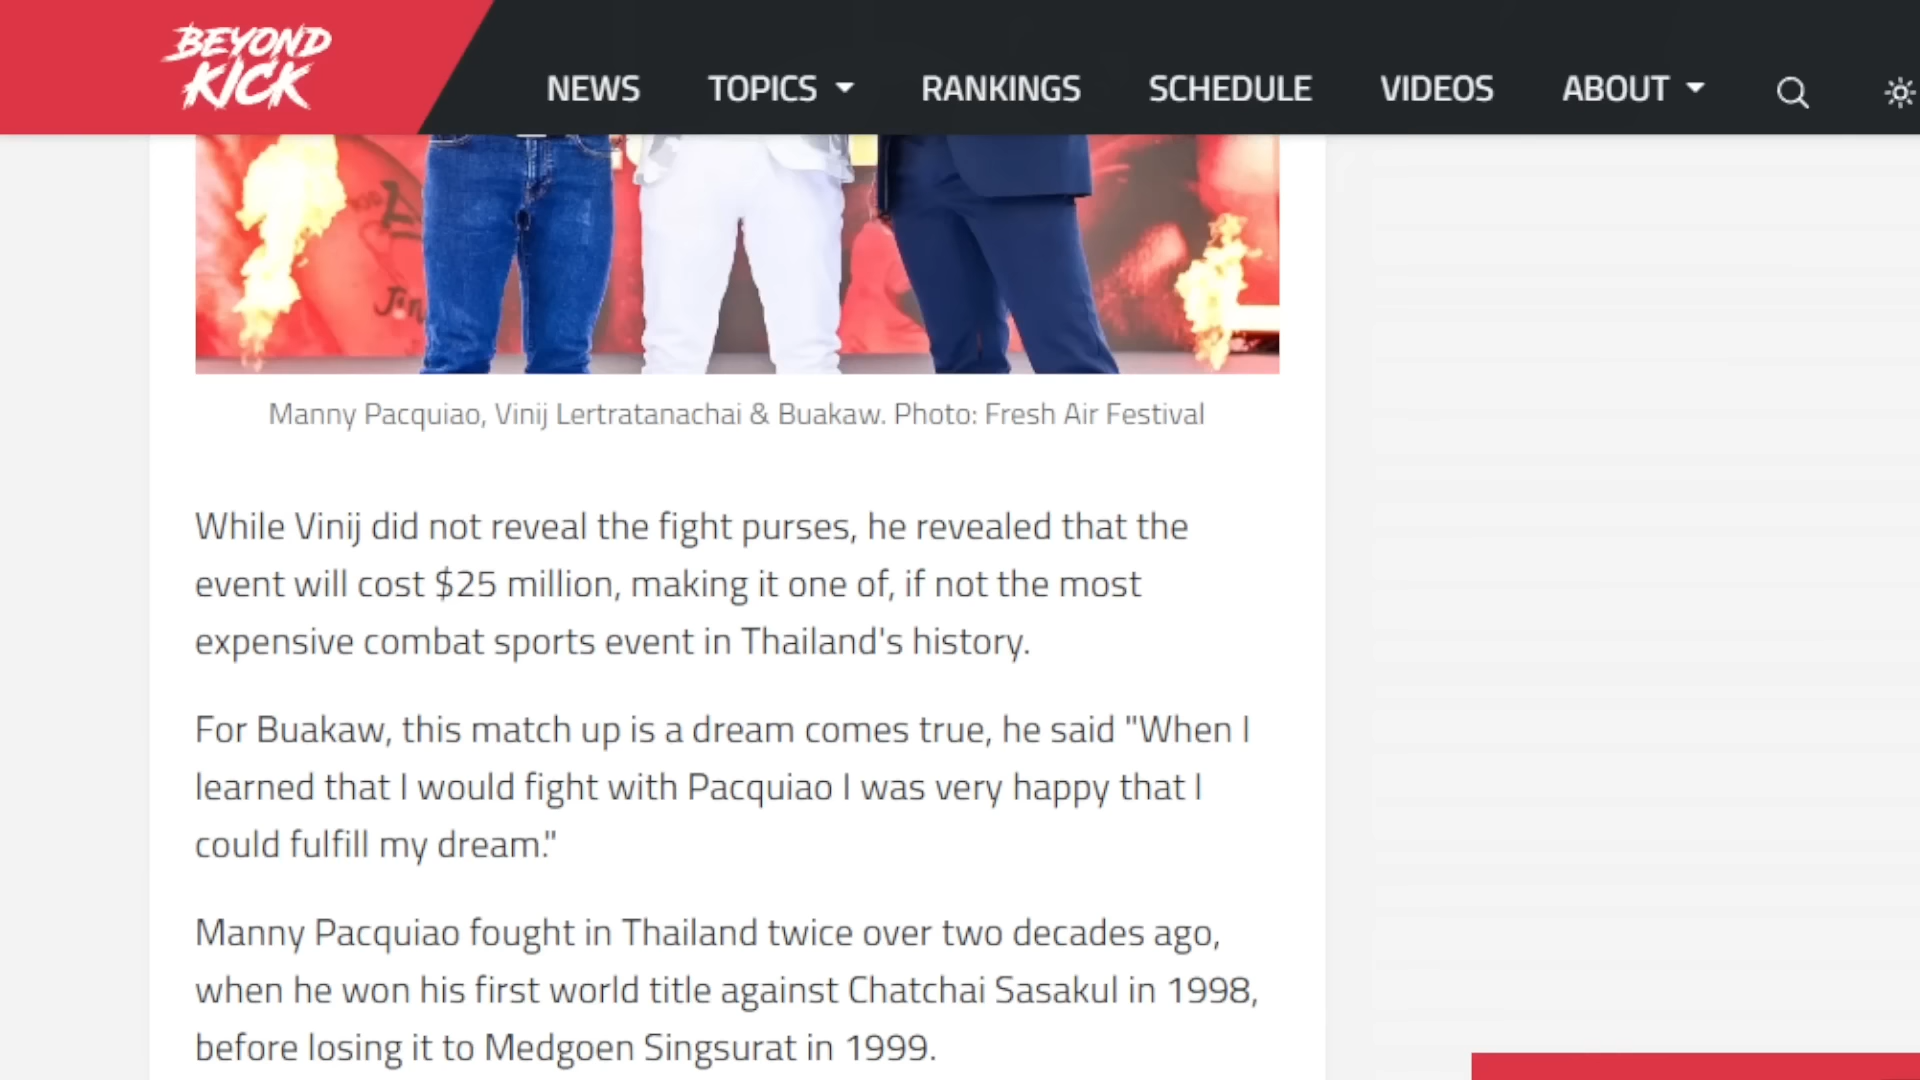 BEYOND
KICK
NEWS TOPICS RANKINGS SCHEDULE VIDEOS ABOUT
Manny Pacquiao, Vinij Lertratanachai & Buakaw. Photo: Fresh Air Festival
While Vinij did not reveal the fight purses, he revealed that the
event will cost $25 million, making it one of, if not the most
expensive combat sports event in Thailand's history.
For Buakaw, this match up is a dream comes true, he said "When I
learned that I would fight with Pacquiao I was very happy that I
could fulfill my dream."
Manny Pacquiao fought in Thailand twice over two decades ago,
when he won his first world title against Chatchai Sasakul in 1998,
before losing it to Medgoen Singsurat in 1999.